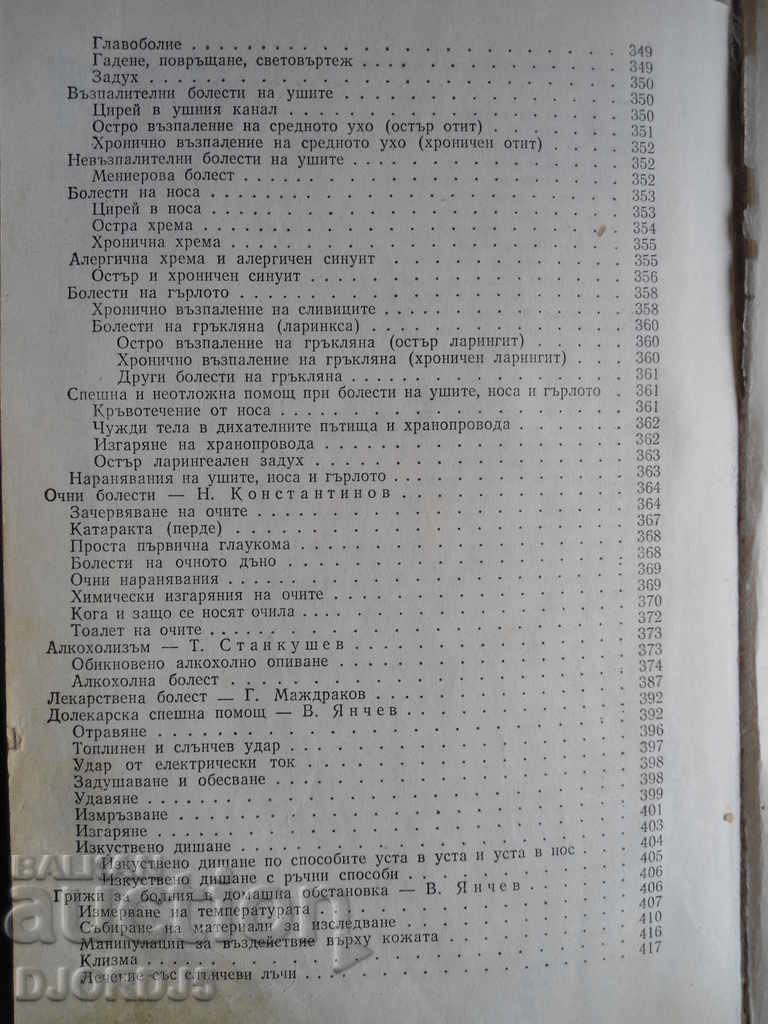 Главоболие . . . . . . . . 349
Гадене, повръщане, световъртеж . . . . 349
Задух . . . . . . . . 350
Възпалителни болести на ушите . . . . . . . . 350
Цирей в ушния канал . . . . . . . . 350
Остро възпаление на средното ухо (остър отит) . . . . . . . 351
Хронично възпаление на средното ухо (хроничен отит) . . . . 352
Невъзпалителни болести на ушите . . . . . . . . 352
Мениерова болест . . . . . . . . 352
Болести на носа . . . . . . . . 353
Цирей в носа . . . . . . . . 353
Остра хрема . . . . . . . . 354
Хронична хрема . . . . . . . . 355
Алергична хрема и алергичен синуит . . . . . . . . 355
Остър и хроничен синуит . . . . . . . . 356
Болести на гърлото . . . . . . . . 358
Хронично възпаление на сливиците . . . . . . . . 358
Болести на гръкляна (ларинкса) . . . . . . . . 360
Остро възпаление на гръкляна (остър ларингит) . . . . . 360
Хронично възпаление на гръкляна (хроничен ларингит) . . . 360
Други болести на гръкляна . . . . . . . . 361
Спешна и неотложна помощ при болести на ушите, носа и гърлото . 361
Кръвотечение от носа . . . . . . . . 361
Чужди тела в дихателните пътища и хранопровода . . . . . . 362
Изгаряне на хранопровода . . . . . . . . 362
Остър ларингеален задух . . . . . . . . 363
Наранявания на ушите, носа и гърлото . . . . . . . . 363
Очни болести — Н. Константинов . . . . . . . . 364
Зачервяване на очите . . . . . . . . 364
Катаракта (перде) . . . . . . . . 367
Проста първична глаукома . . . . . . . . 368
Болести на очното дъно . . . . . . . . 368
Очни наранявания . . . . . . . . 369
Химически изгаряния на очите . . . . . . . . 369
Кога и защо се носят очила . . . . . . . . 370
Тоалет на очите . . . . . . . . 372
Алкохолизъм — Т. Станкушев . . . . . . . . 373
Обикновено алкохолно опиване . . . . . . . . 373
Алкохолна болест . . . . . . . . 374
Лекарствена болест — Г. Маждраков . . . . . . . . 387
Долекарска спешна помощ — В. Янчев . . . . . . . . 392
Отравяне . . . . . . . . 392
Топлинен и слънчев удар . . . . . . . . 396
Удар от електрически ток . . . . . . . . 397
Задушаване и обесване . . . . . . . . 398
Удавяне . . . . . . . . 398
Измръзване . . . . . . . . 399
Изгаряне . . . . . . . . 401
Изкуствено дишане . . . . . . . . 403
Изкуствено дишане по способите уста в уста и уста в нос . . . 404
Изкуствено дишане с ръчни способи . . . . . . . . 405
Грижи за болния в домашна обстановка — В. Янчев . . . . . 406
Измерване на температурата . . . . . . . . 406
Събиране на материали за изследване . . . . . . . . 407
Манипулации за въздействие върху кожата . . . . . . . . 410
Клизма . . . . . . . . 416
Лечение със слънчеви лъчи . . . . . . . . 417